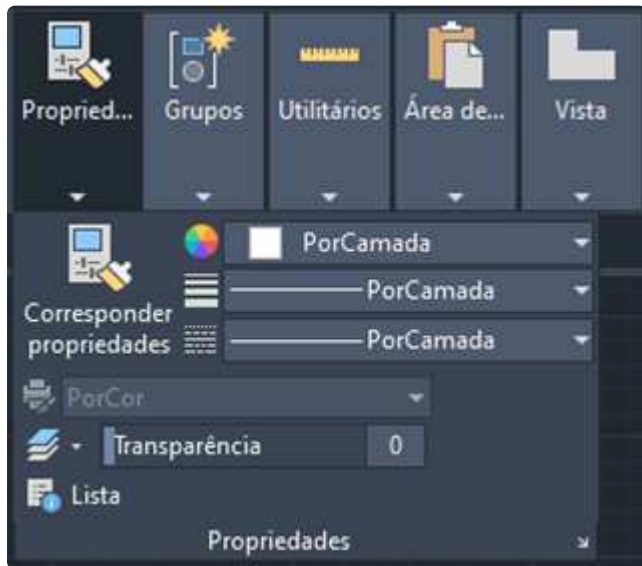 Propried... Grupos Utilitários Área de... Vista
PorCamada
Corresponder
propriedades
PorCamada
PorCamada
PorCor
Transparência 0
Lista
Propriedades